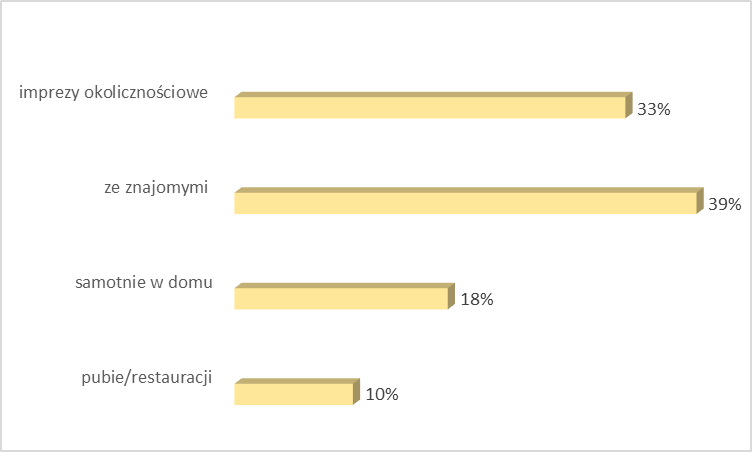 imprezy okolicznościowe 33%
ze znajomymi 39%
samotnie w domu 18%
pubie/restauracji 10%